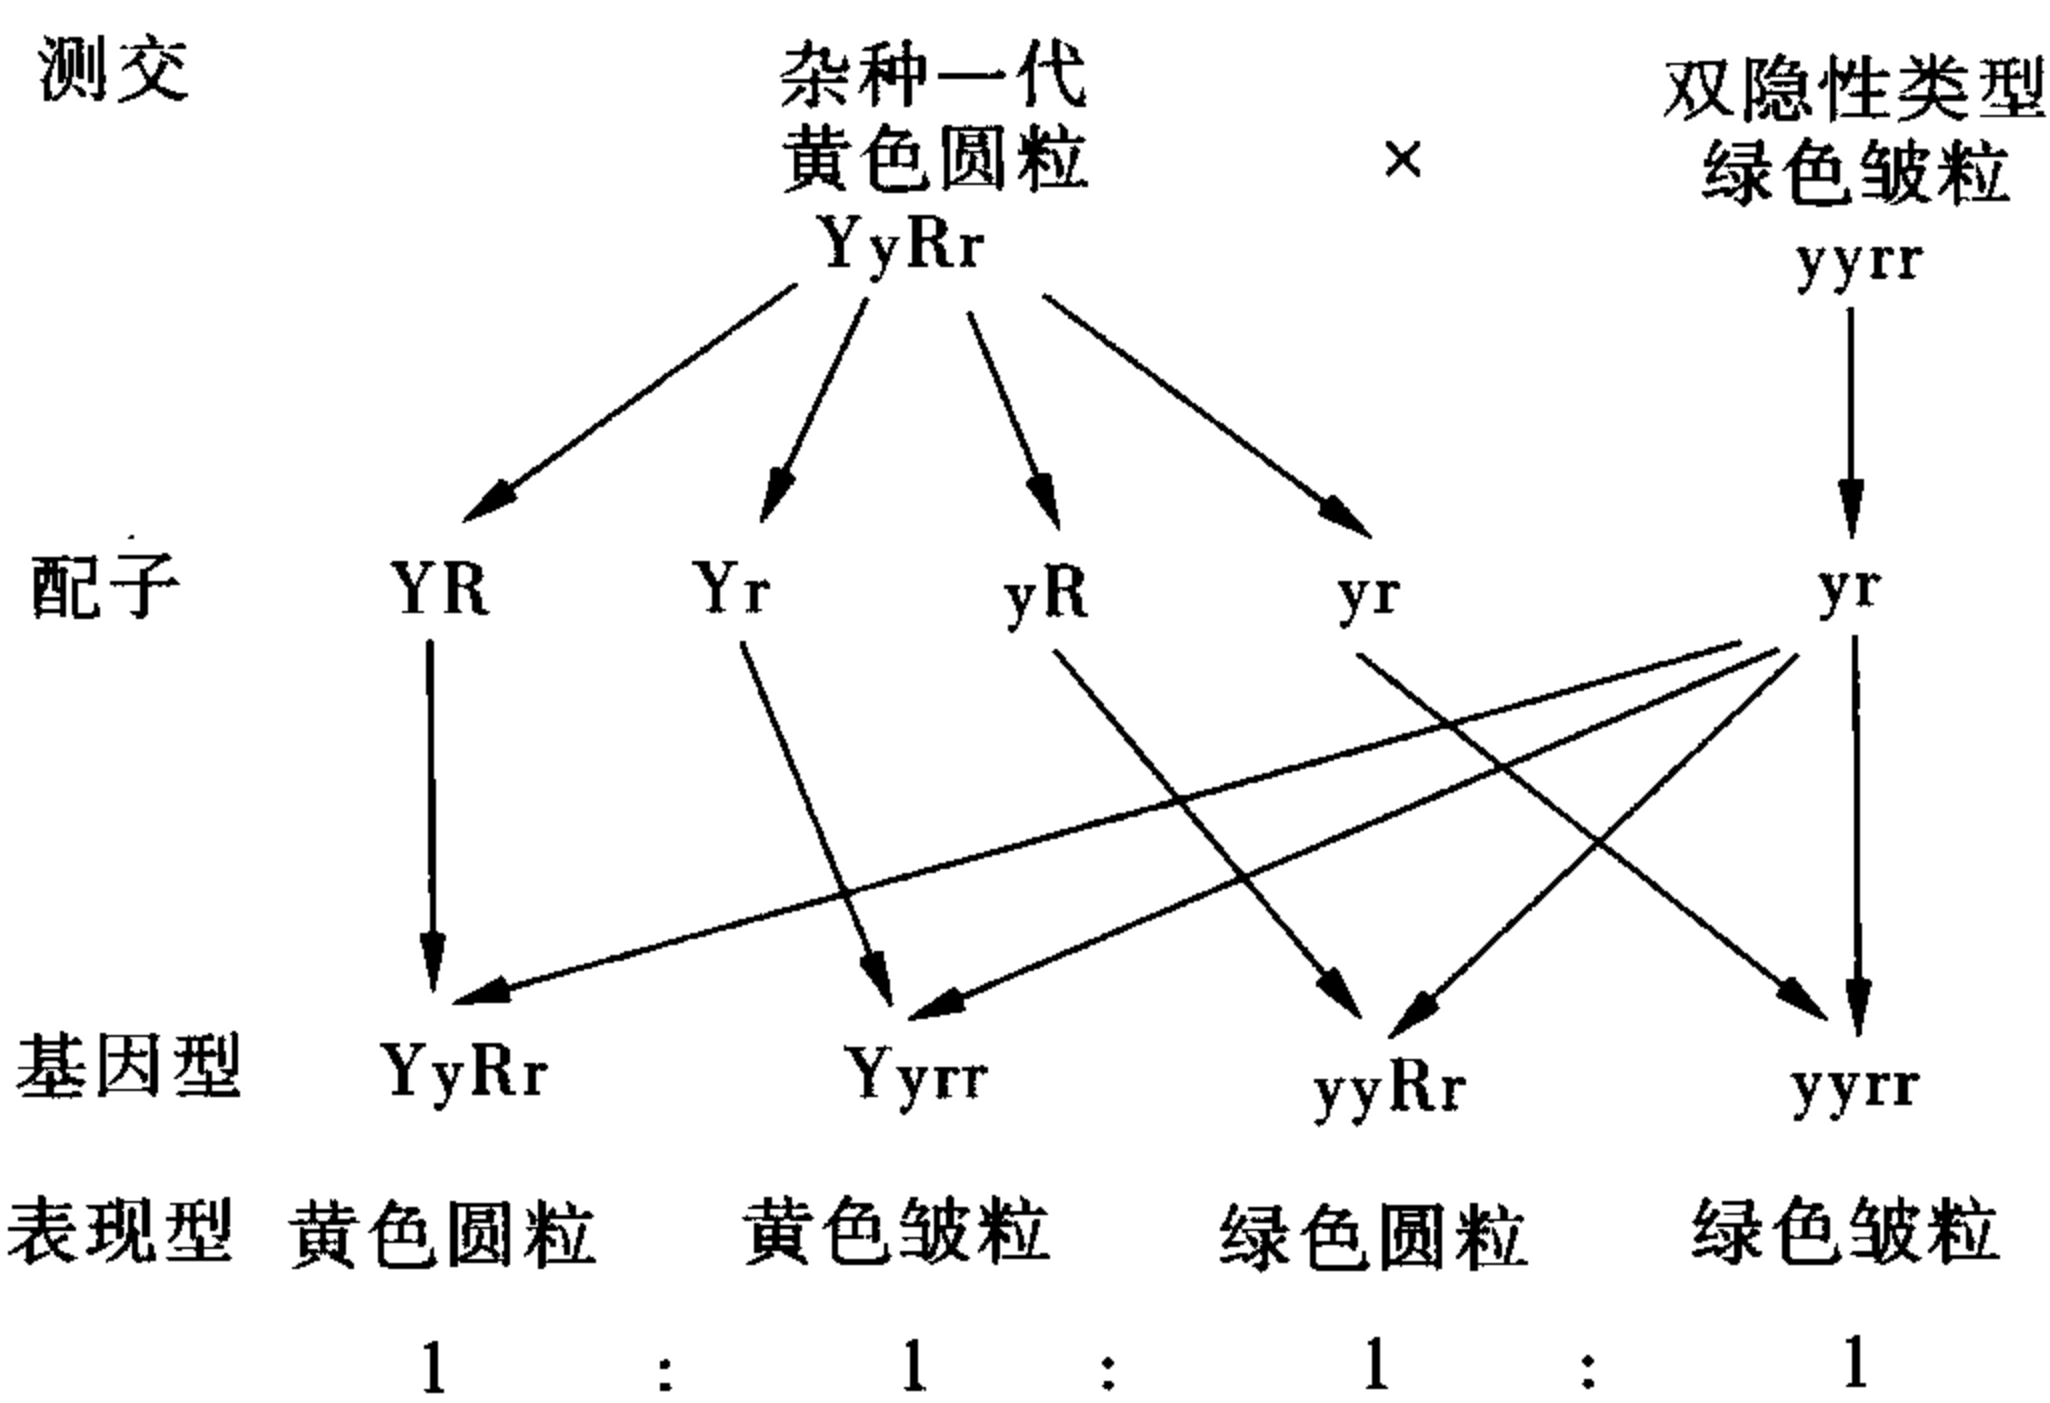 测交 杂种一代 双隐性类型
黄色圆粒 × 绿色皱粒
YyRr yyrr
配子 YR Yr yR yr yr
基因型 YyRr Yyrr yyRr yyrr
表现型 黄色圆粒 黄色皱粒 绿色圆粒 绿色皱粒
1 : 1 : 1 : 1